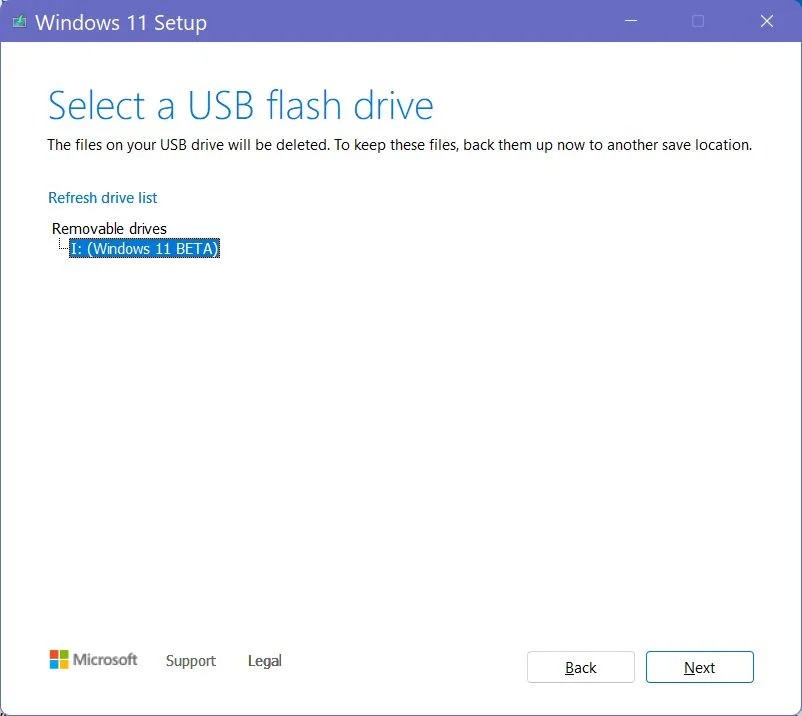 Windows 11 Setup
Select a USB flash drive
The files on your USB drive will be deleted. To keep these files, back them up now to another save location.
Refresh drive list
Removable drives
I: (Windows 11 BETA)
Microsoft Support Legal
Back Next